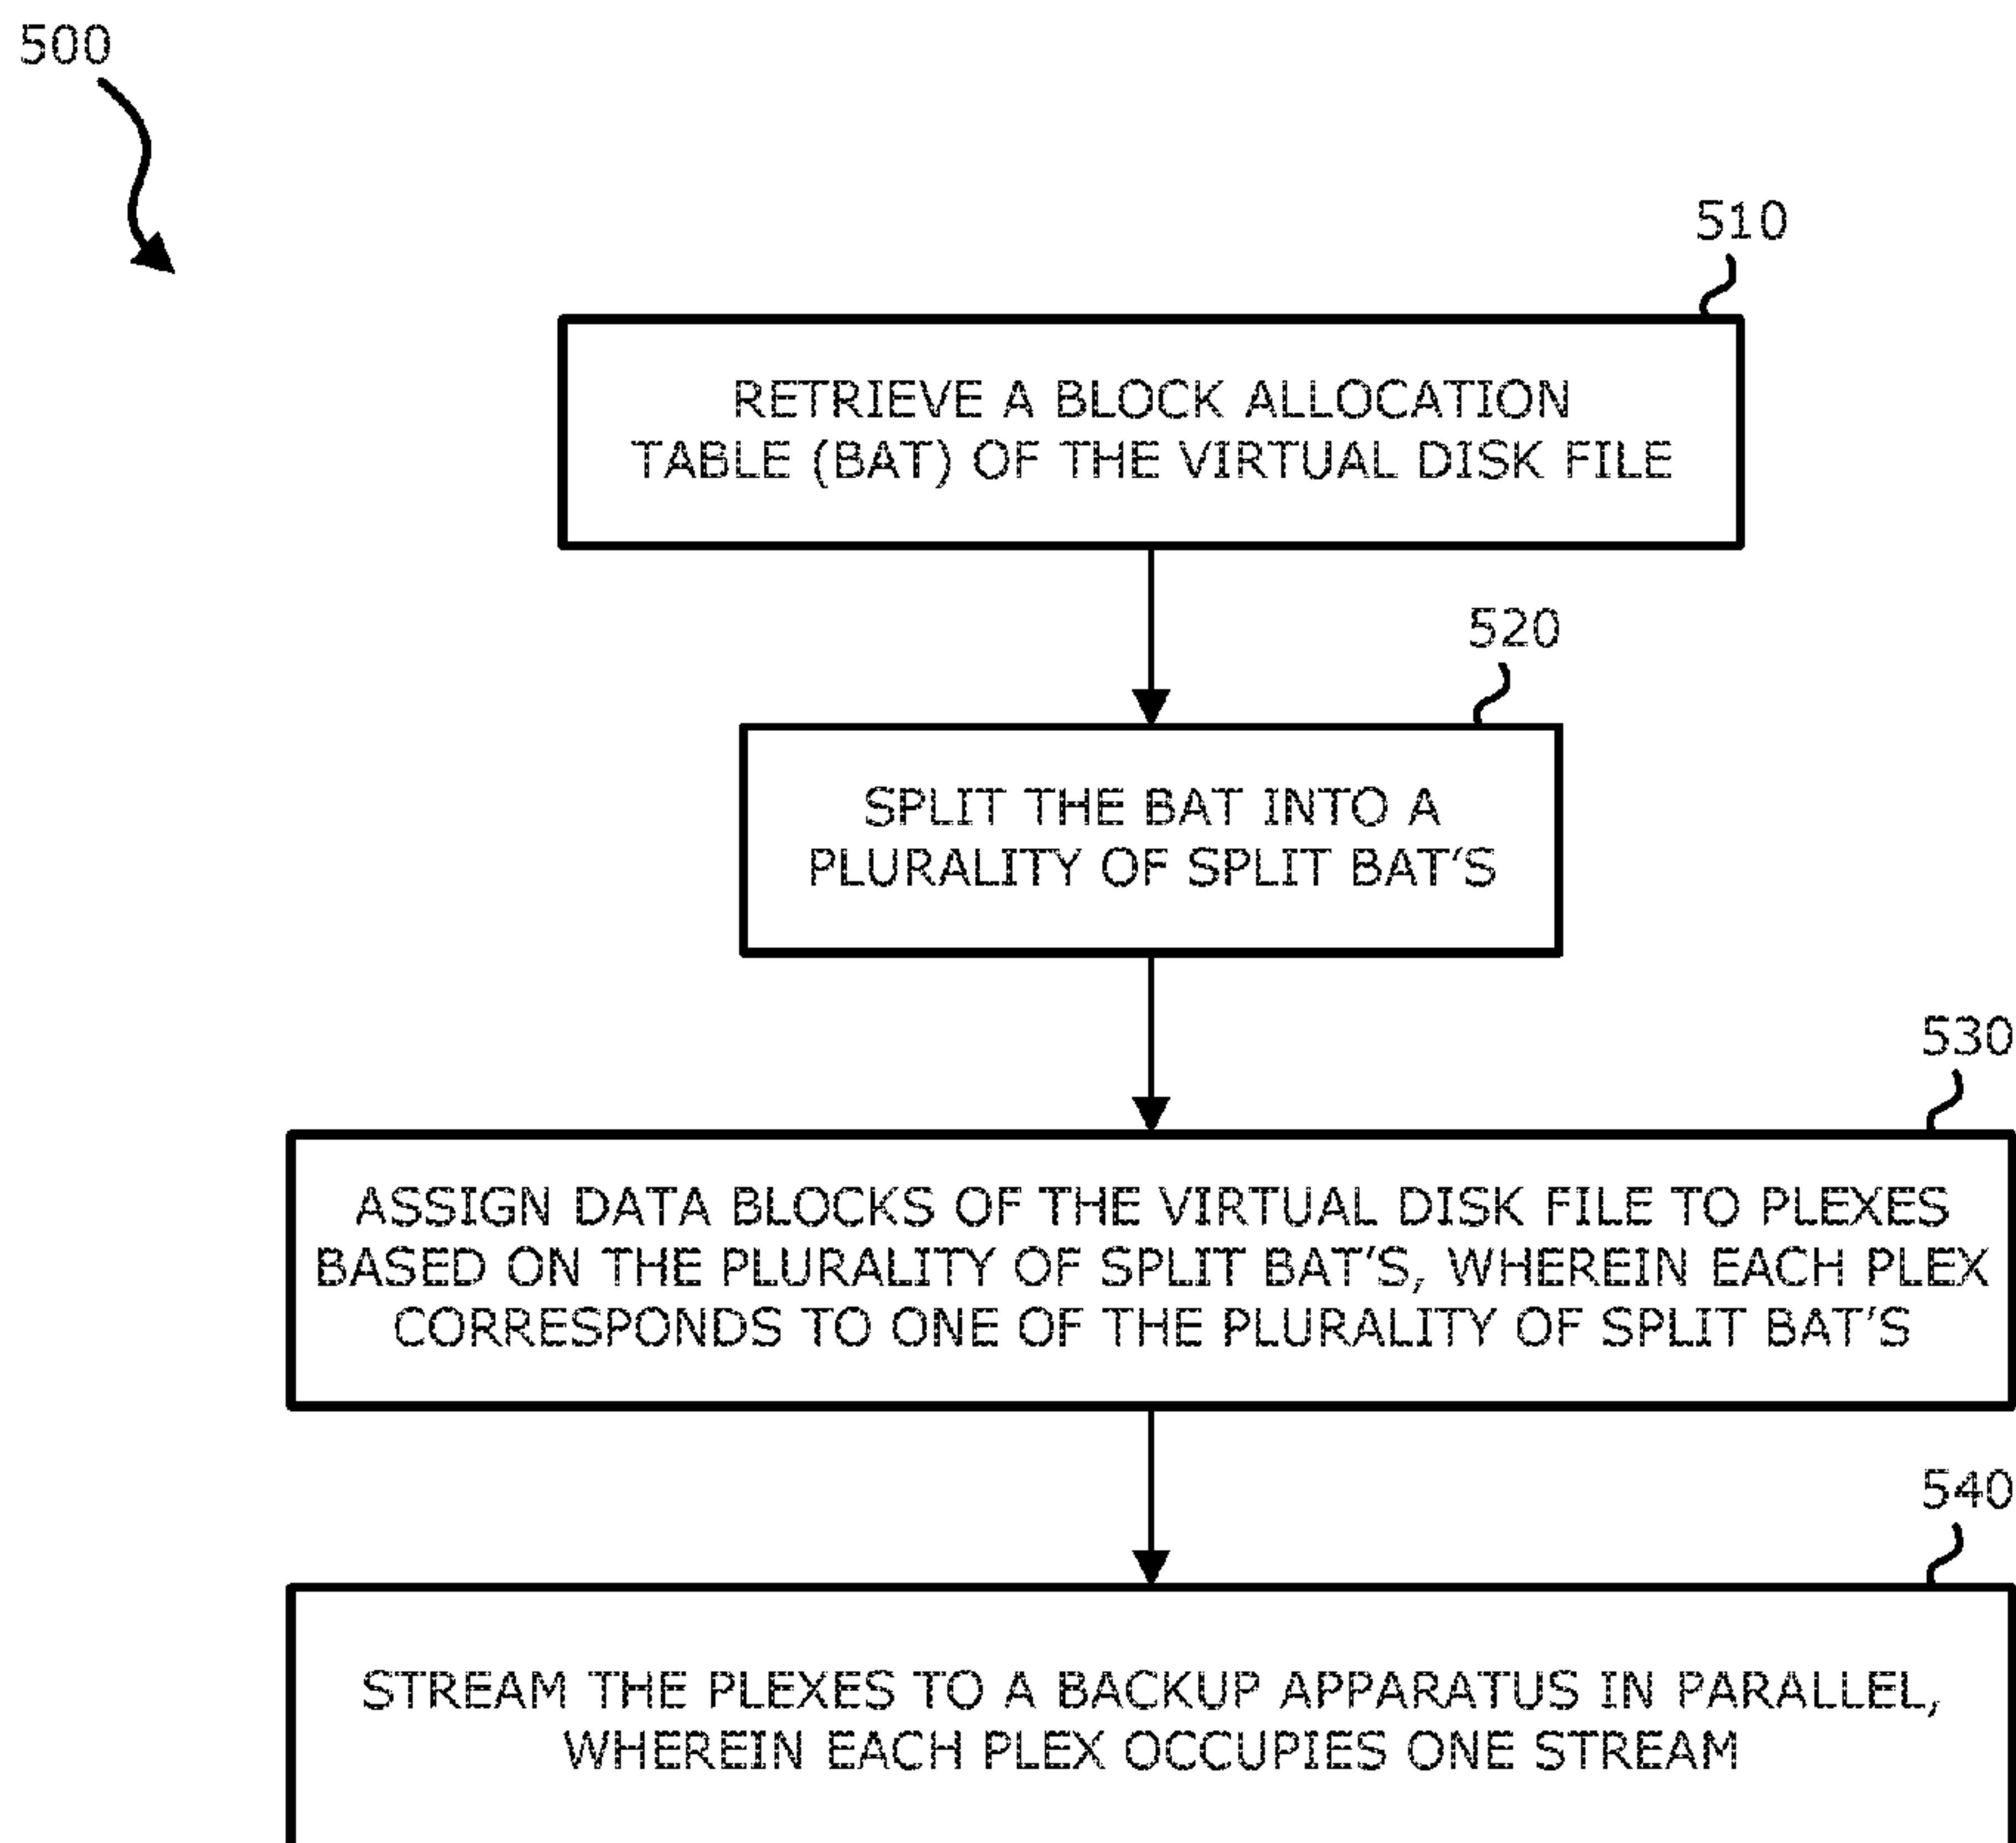 500
510
RETRIEVE A BLOCK ALLOCATION
TABLE (BAT) OF THE VIRTUAL DISK FILE
520
SPLIT THE BAT INTO A
PLURALITY OF SPLIT BAT'S
530
ASSIGN DATA BLOCKS OF THE VIRTUAL DISK FILE TO PLEXES
BASED ON THE PLURALITY OF SPLIT BAT'S, WHEREIN EACH PLEX
CORRESPONDS TO ONE OF THE PLURALITY OF SPLIT BAT'S
540
STREAM THE PLEXES TO A BACKUP APPARATUS IN PARALLEL,
WHEREIN EACH PLEX OCCUPIES ONE STREAM